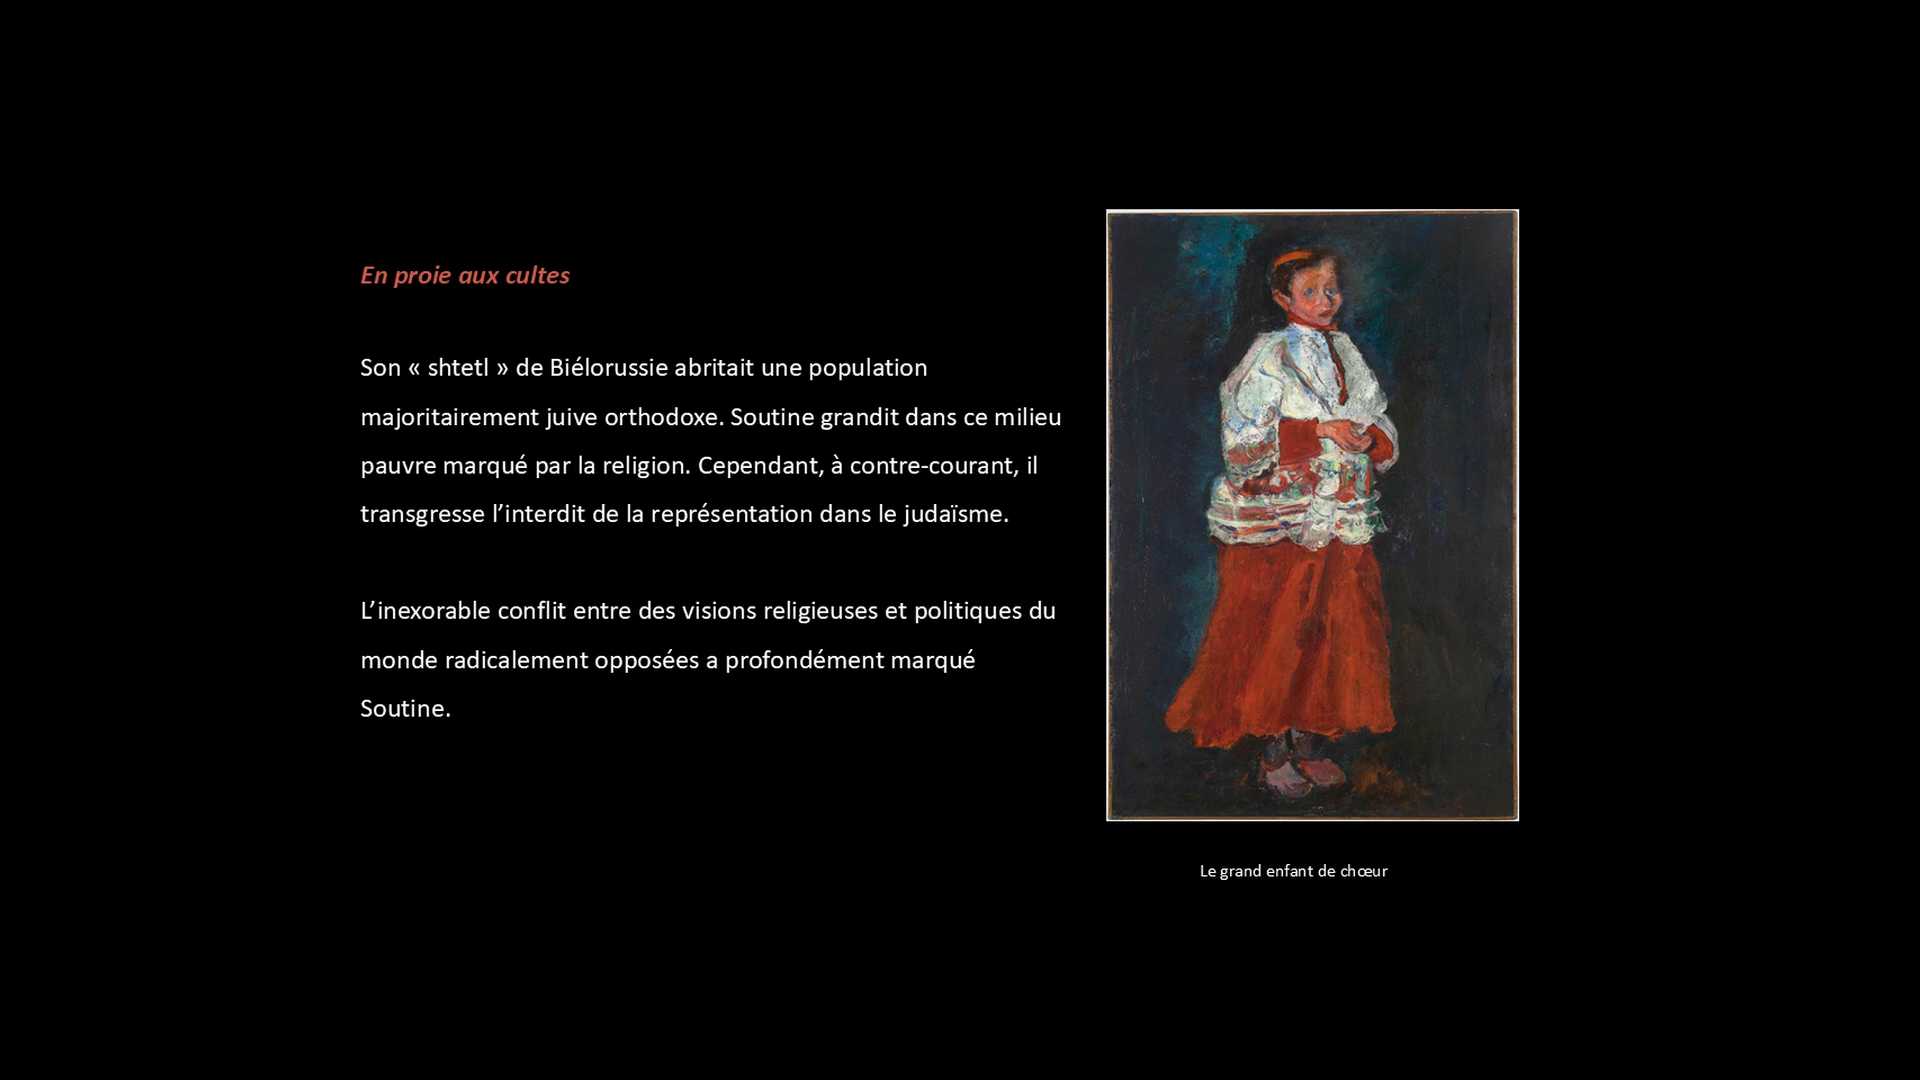 En proie aux cultes
Son « shtetl » de Biélorussie abritait une population
majoritairement juive orthodoxe. Soutine grandit dans ce milieu
pauvre marqué par la religion. Cependant, à contre-courant, il
transgresse l’interdit de la représentation dans le judaïsme.
L’inexorable conflit entre des visions religieuses et politiques du
monde radicalement opposées a profondément marqué
Soutine.
Le grand enfant de chœur